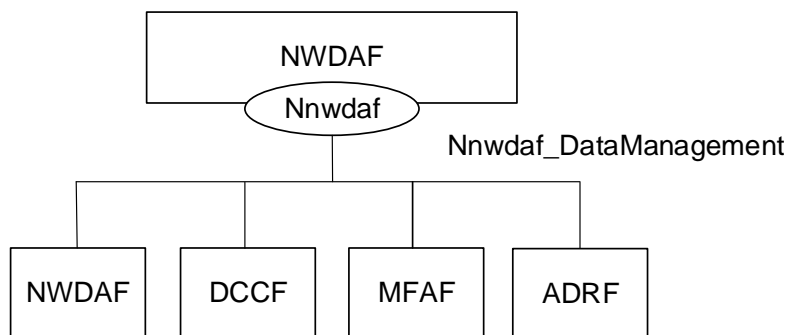 NWDAF
Nnwdaf
Nnwdaf_DataManagement
NWDAF DCCF MFAF ADRF